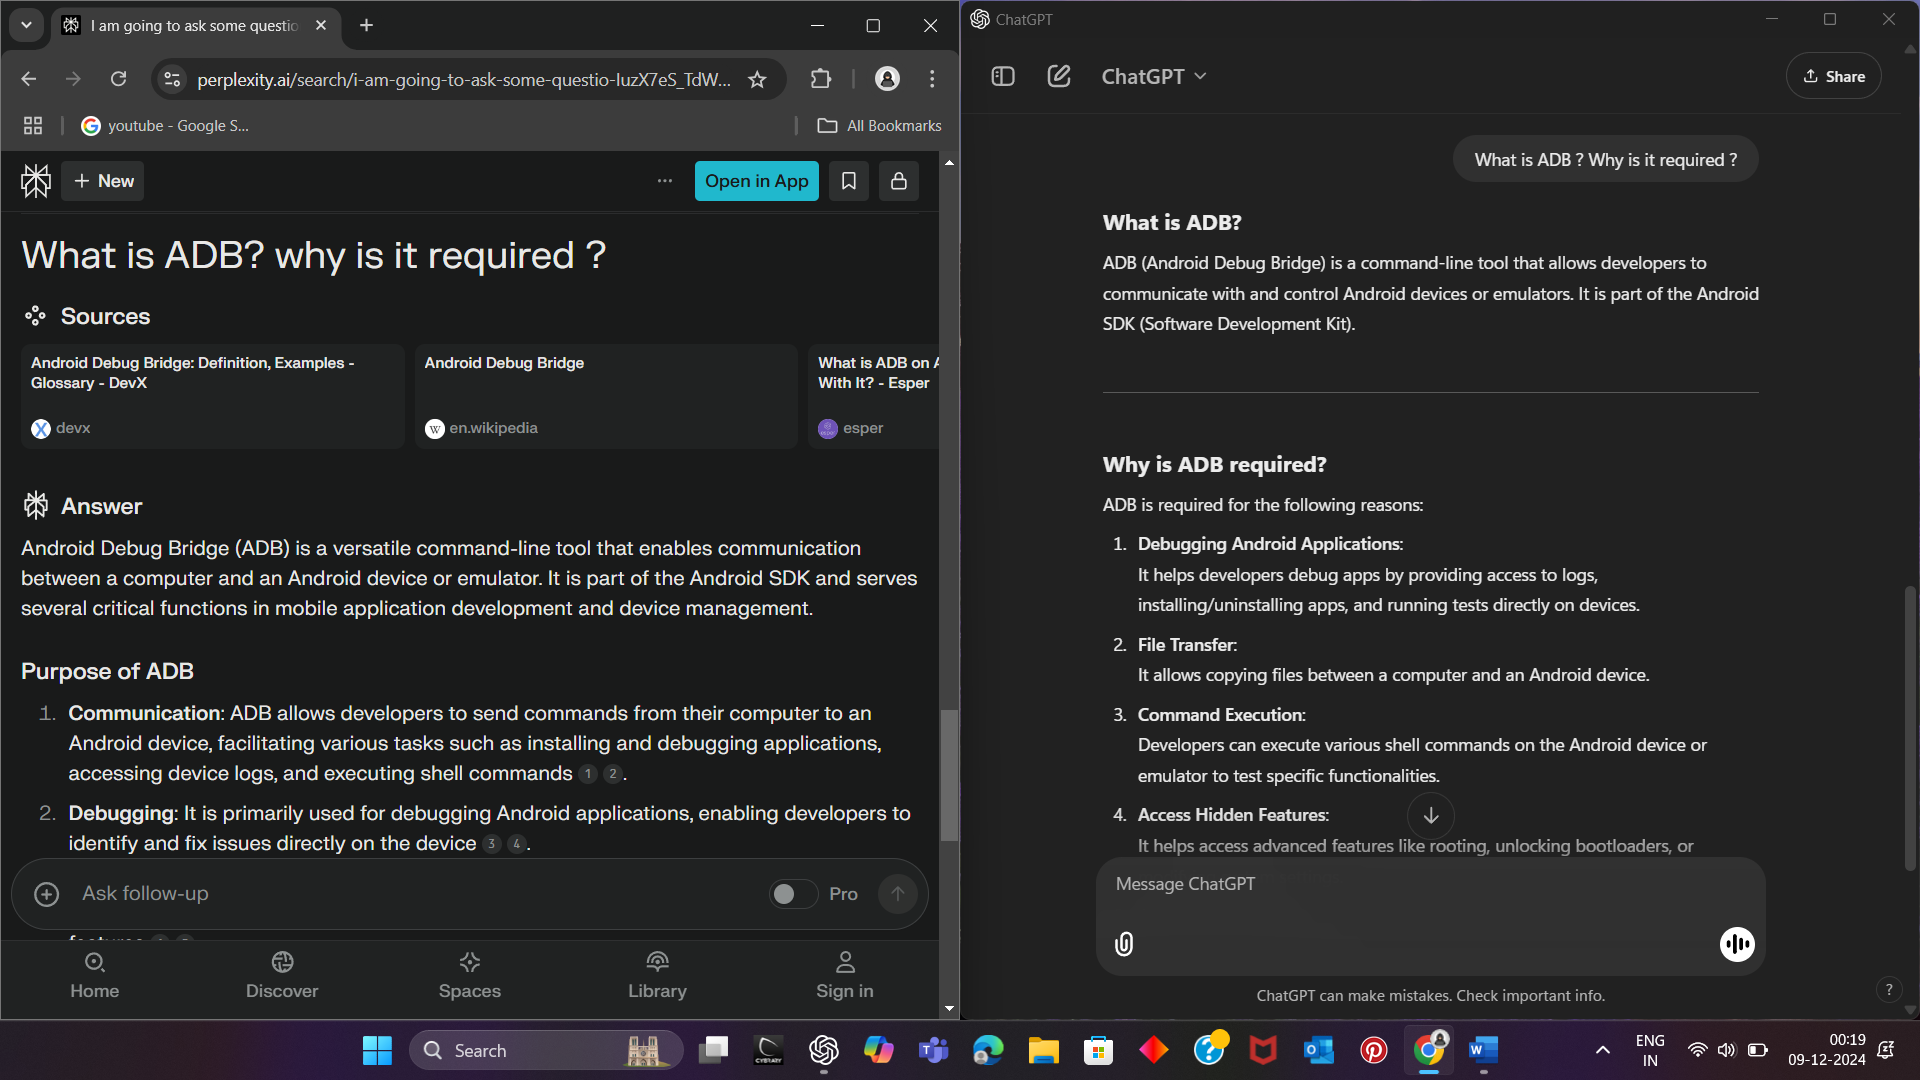 I am going to ask some questio
perplexity.ai/search/i-am-going-to-ask-some-questio-IuzX7eS_TdW...
youtube - Google S...
All Bookmarks
+ New
...
Open in App
What is ADB? why is it required ?
Sources
Android Debug Bridge: Definition, Examples -
Glossary - DevX
devx
Android Debug Bridge
W en.wikipedia
What is ADB on A
With It? - Esper
esper
Answer
Android Debug Bridge (ADB) is a versatile command-line tool that enables communication
between a computer and an Android device or emulator. It is part of the Android SDK and serves
several critical functions in mobile application development and device management.
Purpose of ADB
1. Communication: ADB allows developers to send commands from their computer to an
Android device, facilitating various tasks such as installing and debugging applications,
accessing device logs, and executing shell commands 1 2.
2. Debugging: It is primarily used for debugging Android applications, enabling developers to
identify and fix issues directly on the device 3 4.
Ask follow-up
Pro
Home
Discover
Spaces
Library
Sign in
ChatGPT
ChatGPT
Share
What is ADB ? Why is it required ?
What is ADB?
ADB (Android Debug Bridge) is a command-line tool that allows developers to
communicate with and control Android devices or emulators. It is part of the Android
SDK (Software Development Kit).
Why is ADB required?
ADB is required for the following reasons:
1. Debugging Android Applications:
It helps developers debug apps by providing access to logs,
installing/uninstalling apps, and running tests directly on devices.
2. File Transfer:
It allows copying files between a computer and an Android device.
3. Command Execution:
Developers can execute various shell commands on the Android device or
emulator to test specific functionalities.
4. Access Hidden Features:
It helps access advanced features like rooting, unlocking bootloaders, or
Message ChatGPT
ChatGPT can make mistakes. Check important info.
?
Search
CYBRARY
ENG
IN
00:19
09-12-2024